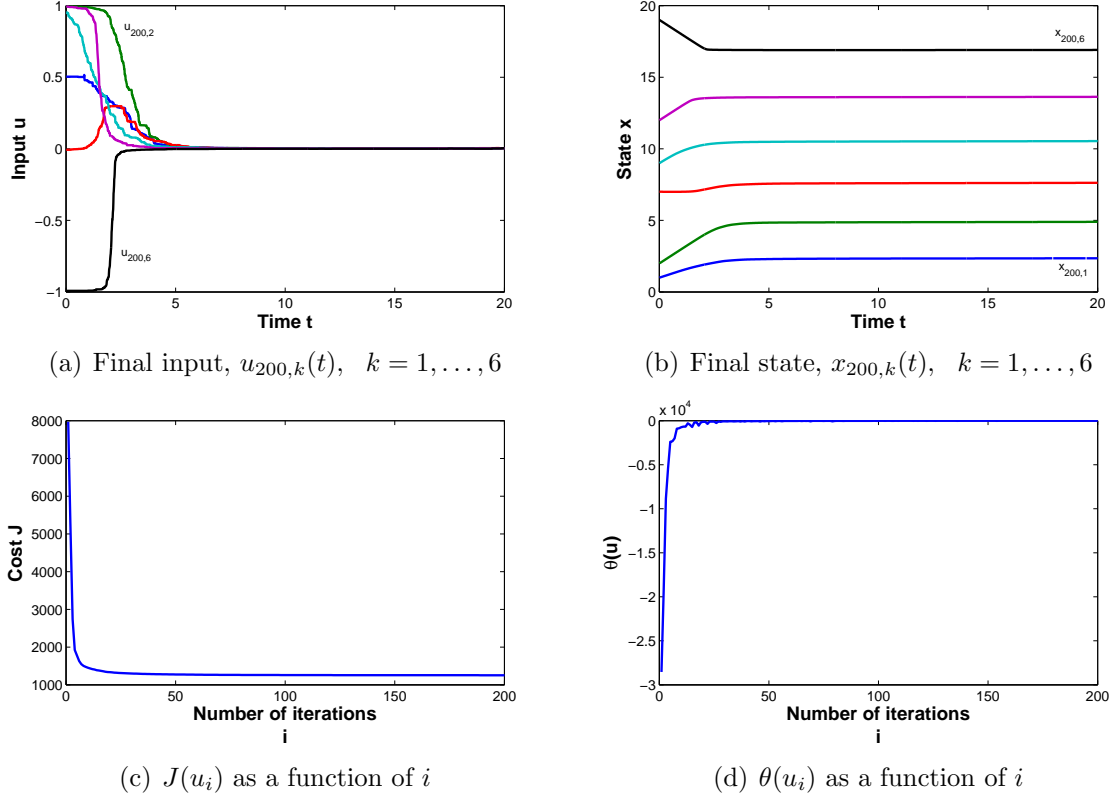 1
0.5
0
−0.5
−1
0
5
10
15
20
Input u
Time t
u200,2
u200,6
(a) Final input, u200,k(t), k = 1, . . . , 6
20
15
10
5
0
0
5
10
15
20
State x
Time t
x200,6
x200,1
(b) Final state, x200,k(t), k = 1, . . . , 6
8000
7000
6000
5000
4000
3000
2000
1000
0
50
100
150
200
Cost J
Number of iterations
i
(c) J(ui) as a function of i
x 10^4
0
−0.5
−1
−1.5
−2
−2.5
−3
0
50
100
150
200
θ(u)
Number of iterations
i
(d) θ(ui) as a function of i